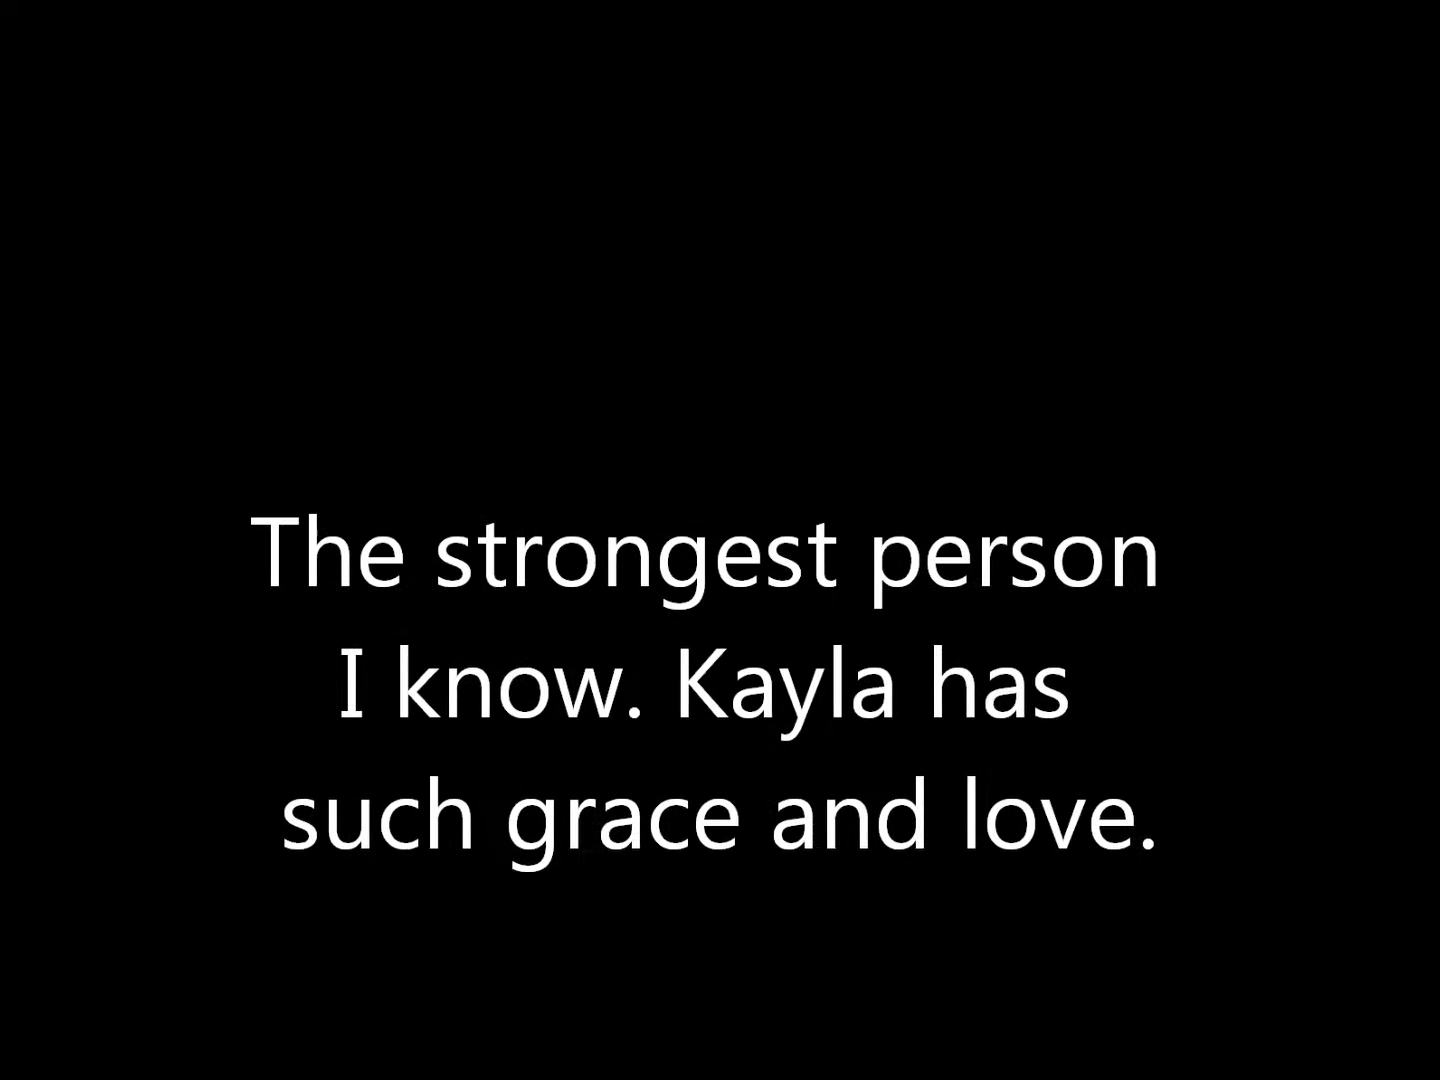 The strongest person
I know. Kayla has
such grace and love.